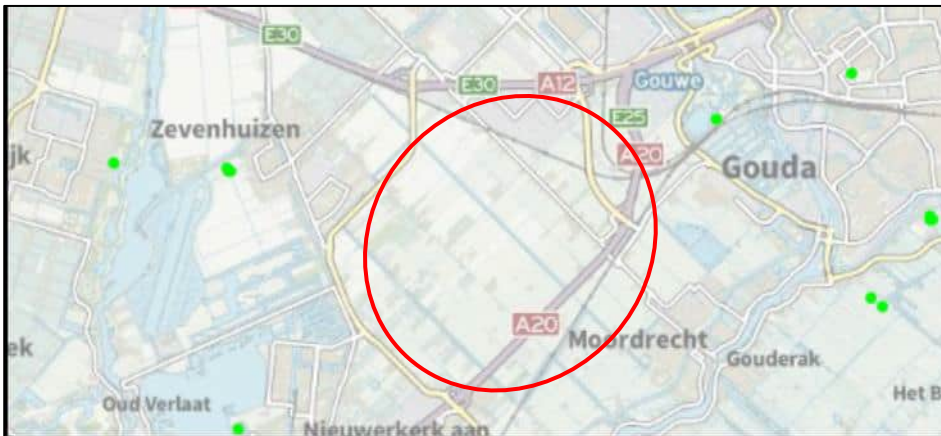 E30
E30
A12
Gouwe
E25
Zevenhuizen
jk
A20
Gouda
A20
Moordrecht
ek
Gouderak
Oud Verlaat
Het B
Nieuwerkerk aan